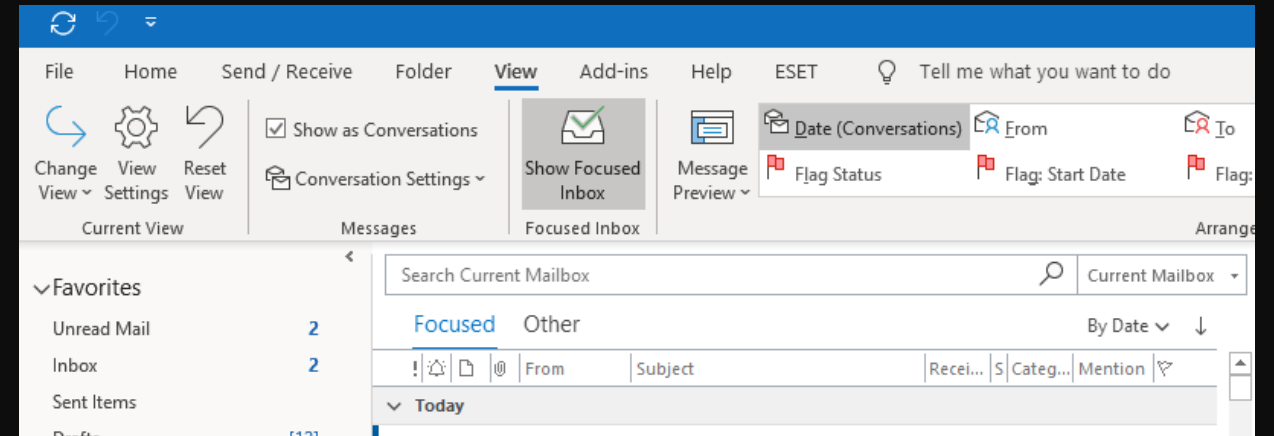 File Home Send / Receive Folder View Add-ins Help ESET Tell me what you want to do
Show as Conversations
Conversation Settings
Change View
View Settings
Reset View
Show Focused Inbox
Message Preview
Date (Conversations) From To
Flag Status Flag: Start Date Flag:
Current View Messages Focused Inbox Arrange
Favorites
Unread Mail 2
Inbox 2
Sent Items
Search Current Mailbox Current Mailbox
Focused Other By Date
! From Subject Recei... S Categ... Mention
Today